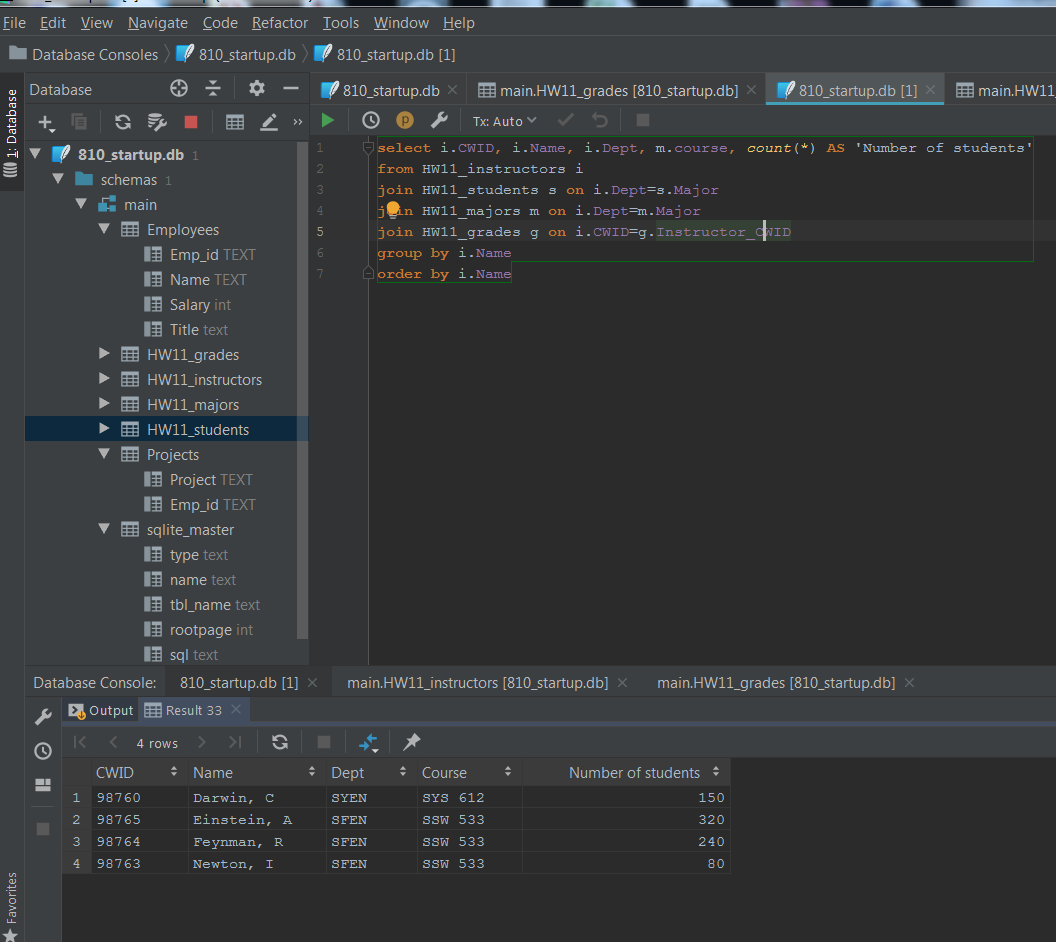 File Edit View Navigate Code Refactor Tools Window Help
Database Consoles 810_startup.db 810_startup.db [1]
1: Database
Database
810_startup.db 1
schemas 1
main
Employees
Emp_id TEXT
Name TEXT
Salary int
Title text
HW11_grades
HW11_instructors
HW11_majors
HW11_students
Projects
Project TEXT
Emp_id TEXT
sqlite_master
type text
name text
tbl_name text
rootpage int
sql text
810_startup.db main.HW11_grades [810_startup.db] 810_startup.db [1] main.HW11
Tx: Auto
1 select i.CWID, i.Name, i.Dept, m.course, count(*) AS 'Number of students'
2 from HW11_instructors i
3 join HW11_students s on i.Dept=s.Major
4 join HW11_majors m on i.Dept=m.Major
5 join HW11_grades g on i.CWID=g.Instructor_CWID
6 group by i.Name
7 order by i.Name
Database Console: 810_startup.db [1] main.HW11_instructors [810_startup.db] main.HW11_grades [810_startup.db]
Output Result 33
4 rows
CWID Name Dept Course Number of students
1 98760 Darwin, C SYEN SYS 612 150
2 98765 Einstein, A SFEN SSW 533 320
3 98764 Feynman, R SFEN SSW 533 240
4 98763 Newton, I SFEN SSW 533 80
Favorites